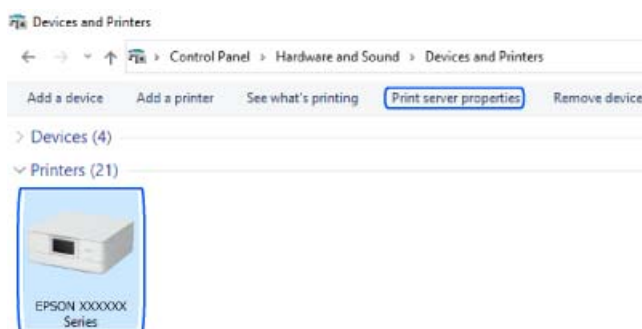 Devices and Printers
Control Panel > Hardware and Sound > Devices and Printers
Add a device Add a printer See what's printing Print server properties Remove device
Devices (4)
Printers (21)
EPSON XXXXXX
Series